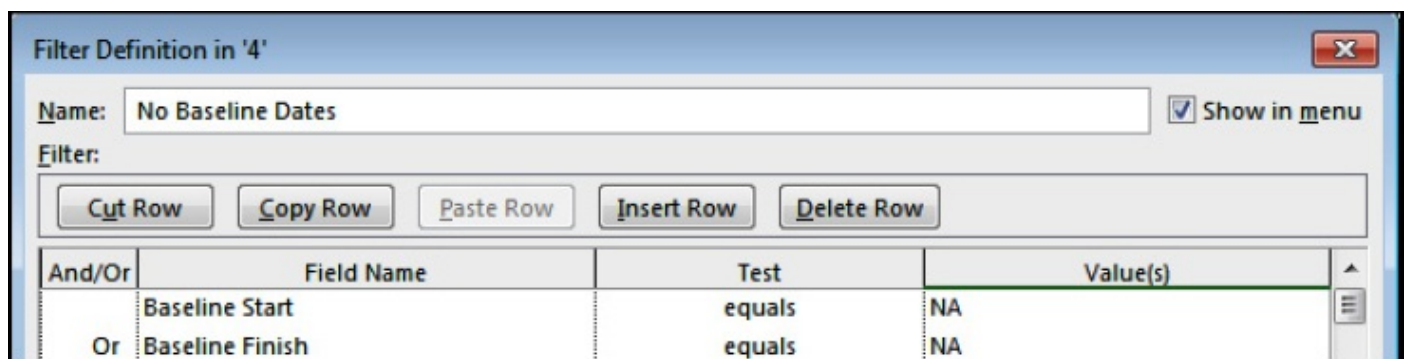 Filter Definition in '4'
Name: No Baseline Dates Show in menu
Filter:
Cut Row Copy Row Paste Row Insert Row Delete Row
And/Or Field Name Test Value(s)
Baseline Start equals NA
Or Baseline Finish equals NA